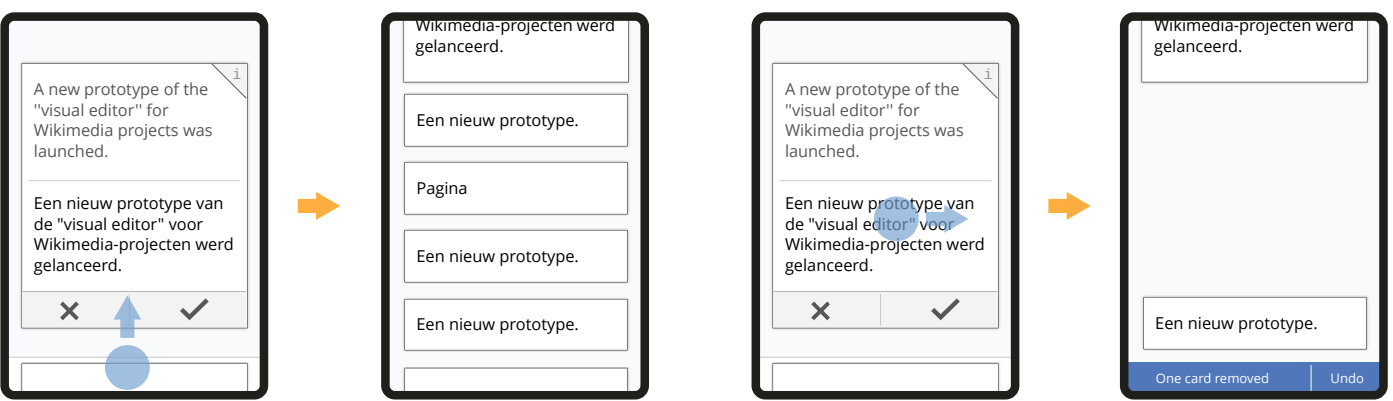 i
A new prototype of the
"visual editor" for
Wikimedia projects was
launched.
Een nieuw prototype van
de "visual editor" voor
Wikimedia-projecten werd
gelanceerd.
Wikimedia-projecten werd
gelanceerd.
Een nieuw prototype.
Pagina
Een nieuw prototype.
Een nieuw prototype.
i
A new prototype of the
"visual editor" for
Wikimedia projects was
launched.
Een nieuw prototype van
de "visual editor" voor
Wikimedia-projecten werd
gelanceerd.
Wikimedia-projecten werd
gelanceerd.
Een nieuw prototype.
One card removed Undo